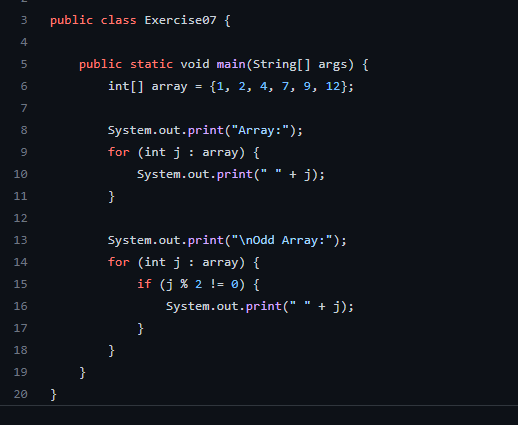 3 public class Exercise07 {
4
5     public static void main(String[] args) {
6         int[] array = {1, 2, 4, 7, 9, 12};
7
8         System.out.print("Array:");
9         for (int j : array) {
10             System.out.print(" " + j);
11         }
12
13         System.out.print("\nOdd Array:");
14         for (int j : array) {
15             if (j % 2 != 0) {
16                 System.out.print(" " + j);
17             }
18         }
19     }
20 }